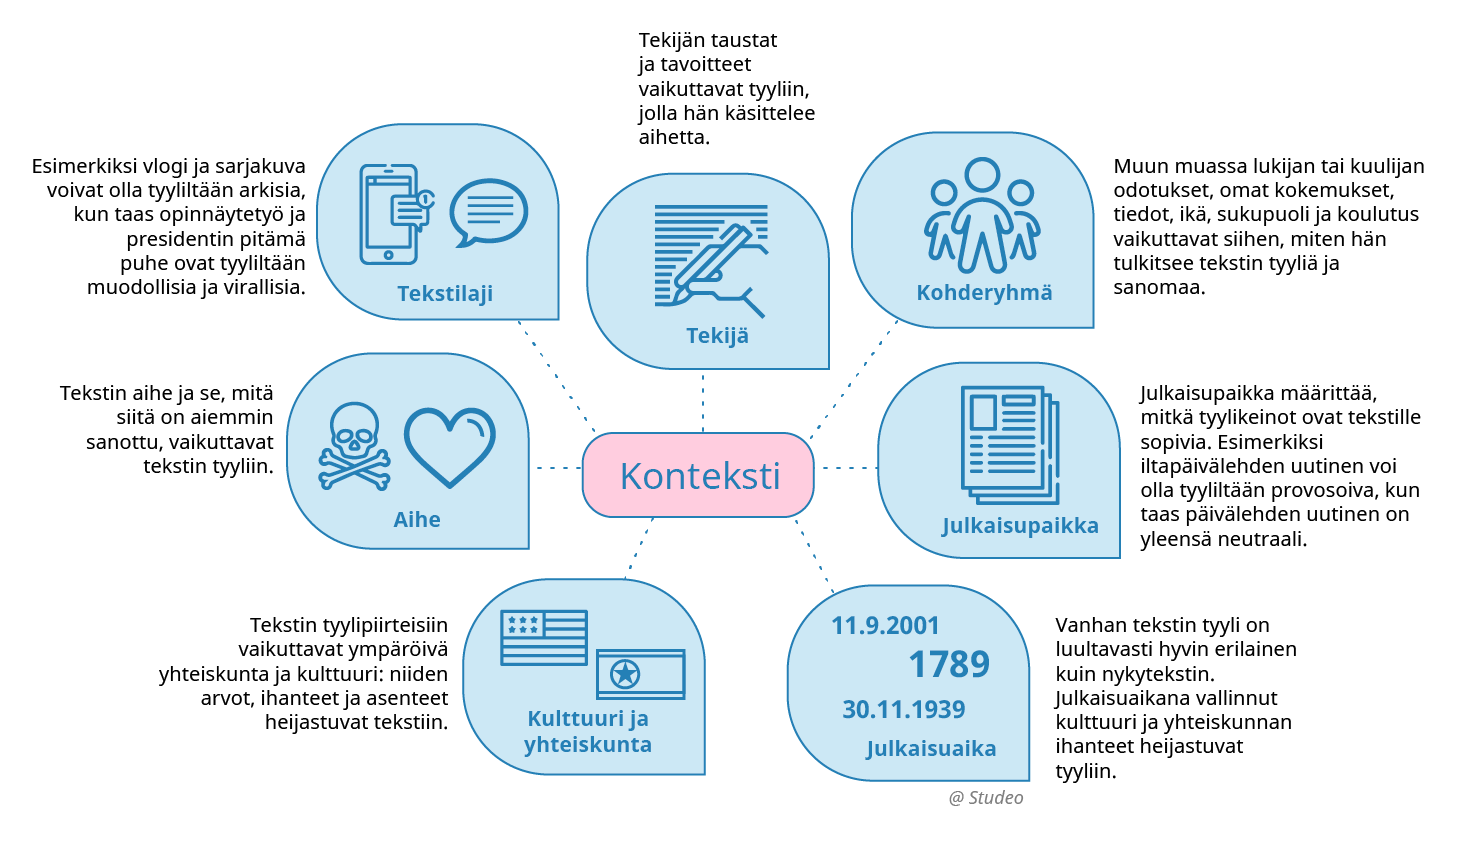 Tekijän taustat
ja tavoitteet
vaikuttavat tyyliin,
jolla hän käsittelee
aihetta.
Esimerkiksi vlogi ja sarjakuva
voivat olla tyyliltään arkisia,
kun taas opinnäytetyö ja
presidentin pitämä
puhe ovat tyyliltään
muodollisia ja virallisia.
Tekstilaji
Tekijä
Kohderyhmä
Muun muassa lukijan tai kuulijan
odotukset, omat kokemukset,
tiedot, ikä, sukupuoli ja koulutus
vaikuttavat siihen, miten hän
tulkitsee tekstin tyyliä ja
sanomaa.
Tekstin aihe ja se, mitä
siitä on aiemmin
sanottu, vaikuttavat
tekstin tyyliin.
Aihe
Konteksti
Julkaisupaikka
Julkaisupaikka määrittää,
mitkä tyylikeinot ovat tekstille
sopivia. Esimerkiksi
iltapäivälehden uutinen voi
olla tyyliltään provosoiva, kun
taas päivälehden uutinen on
yleensä neutraali.
Tekstin tyylipiirteisiin
vaikuttavat ympäröivä
yhteiskunta ja kulttuuri: niiden
arvot, ihanteet ja asenteet
heijastuvat tekstiin.
Kulttuuri ja
yhteiskunta
11.9.2001
1789
30.11.1939
Julkaisuaika
Vanhan tekstin tyyli on
luultavasti hyvin erilainen
kuin nykytekstin.
Julkaisuaikana vallinnut
kulttuuri ja yhteiskunnan
ihanteet heijastuvat
tyyliin.
@ Studeo